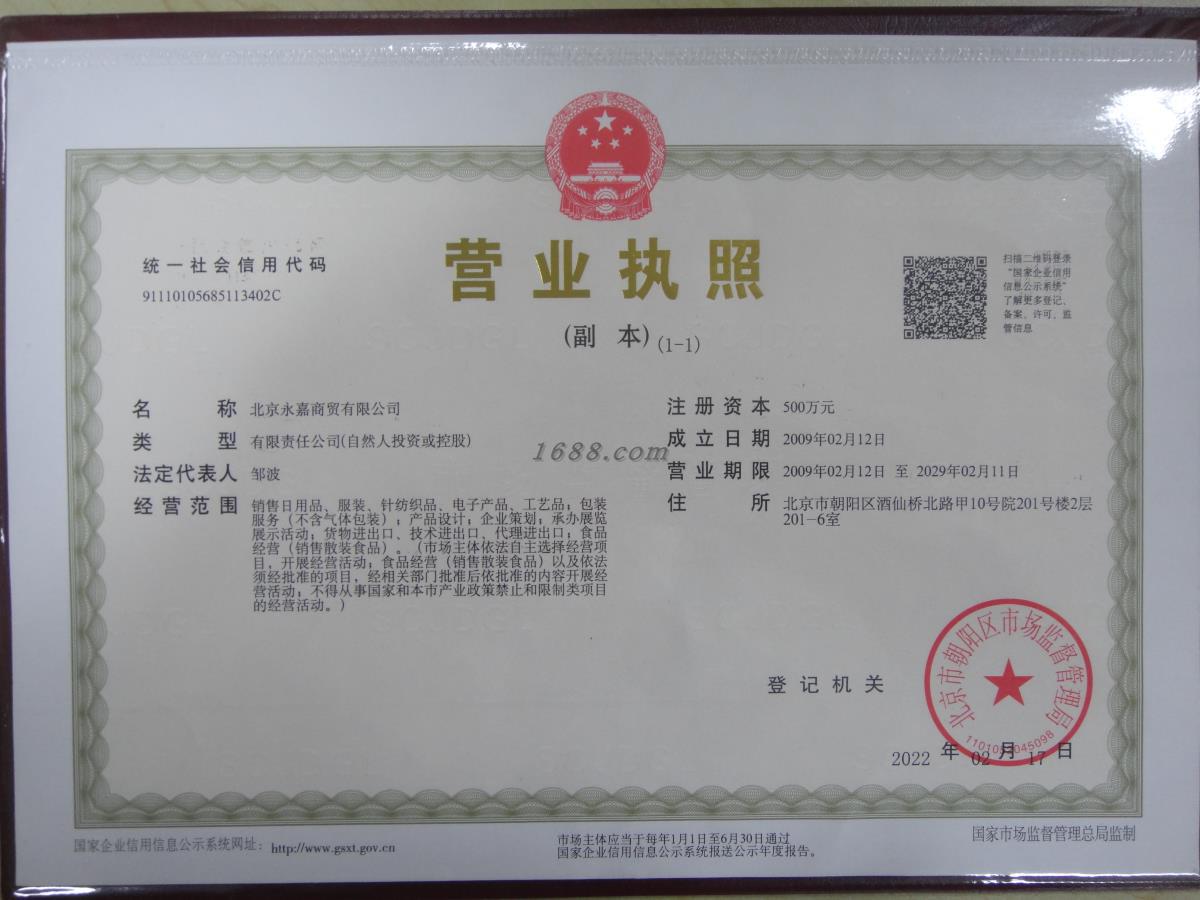 营业执照
(副 本) (1-1)
统一社会信用代码
91110105685113402C
扫描二维码登录
“国家企业信用
信息公示系统”
了解更多登记、
备案、许可、监
管信息
名 称 北京永嘉商贸有限公司
类 型 有限责任公司(自然人投资或控股)
法定代表人 邹波
经营范围 销售日用品、服装、针纺织品、电子产品、工艺品；包装
服务（不含气体包装）；产品设计；企业策划；承办展览
展示活动；货物进出口、技术进出口、代理进出口；食品
经营（销售散装食品）。（市场主体依法自主选择经营项
目，开展经营活动；食品经营（销售散装食品）以及依法
须经批准的项目，经相关部门批准后依批准的内容开展经
营活动；不得从事国家和本市产业政策禁止和限制类项目
的经营活动。）
注册资本 500万元
成立日期 2009年02月12日
营业期限 2009年02月12日 至 2029年02月11日
住 所 北京市朝阳区酒仙桥北路甲10号院201号楼2层
201-6室
1688.com
登记机关
北京市朝阳区市场监督管理局
2022 年 02 月 17 日
国家企业信用信息公示系统网址： http://www.gsxt.gov.cn
市场主体应当于每年1月1日至6月30日通过
国家企业信用信息公示系统报送公示年度报告。
国家市场监督管理总局监制